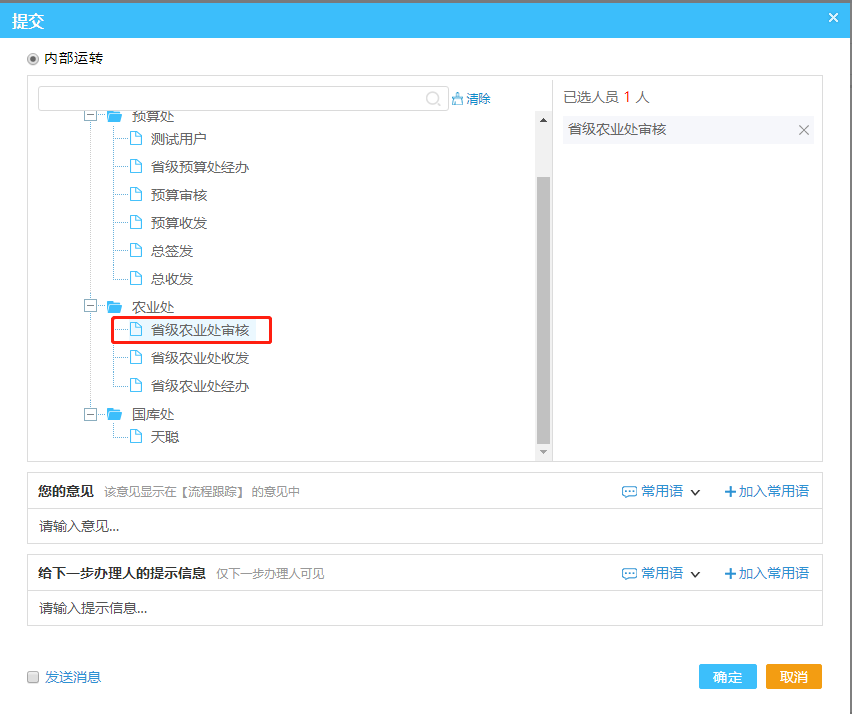 提交
内部运转
清除
预算处
测试用户
省级预算处经办
预算审核
预算收发
总签发
总收发
农业处
省级农业处审核
省级农业处收发
省级农业处经办
国库处
天聪
已选人员 1 人
省级农业处审核
您的意见 该意见显示在【流程跟踪】 的意见中 常用语 加入常用语
请输入意见...
给下一步办理人的提示信息 仅下一步办理人可见 常用语 加入常用语
请输入提示信息...
发送消息 确定 取消